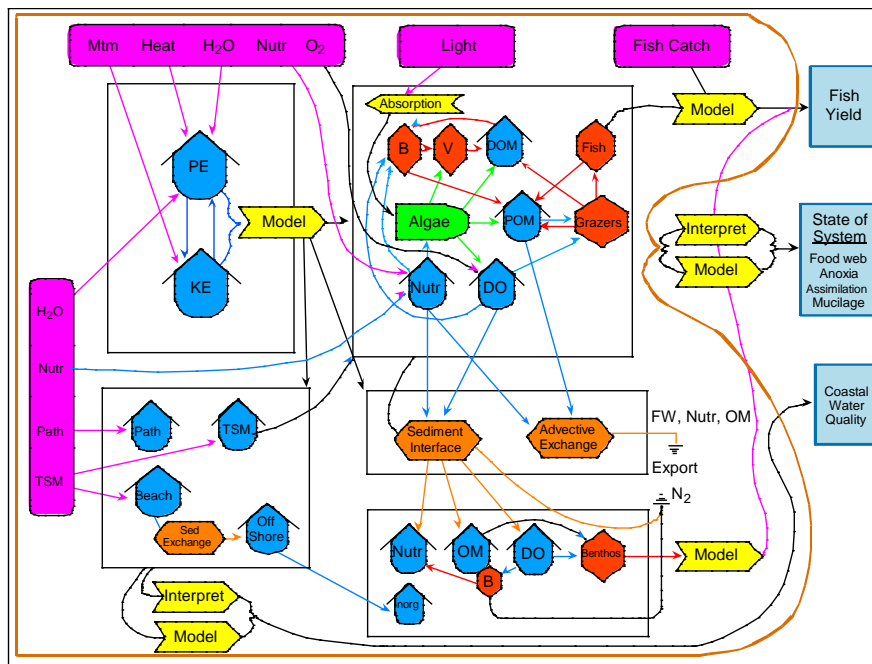 Mtm Heat H2O Nutr O2
Light
Fish Catch
Absorption
Model
Fish
Yield
B
V
DOM
Fish
PE
Algae
POM
Grazers
Model
Interpret
Model
State of
System
Food web
Anoxia
Assimilation
Mucilage
KE
Nutr
DO
H2O
Nutr
Path
TSM
Path
TSM
Beach
Sed
Exchange
Off
Shore
Sediment
Interface
Advective
Exchange
FW, Nutr, OM
Export
N2
Coastal
Water
Quality
Nutr
OM
DO
Benthos
Model
B
Inorg
Interpret
Model